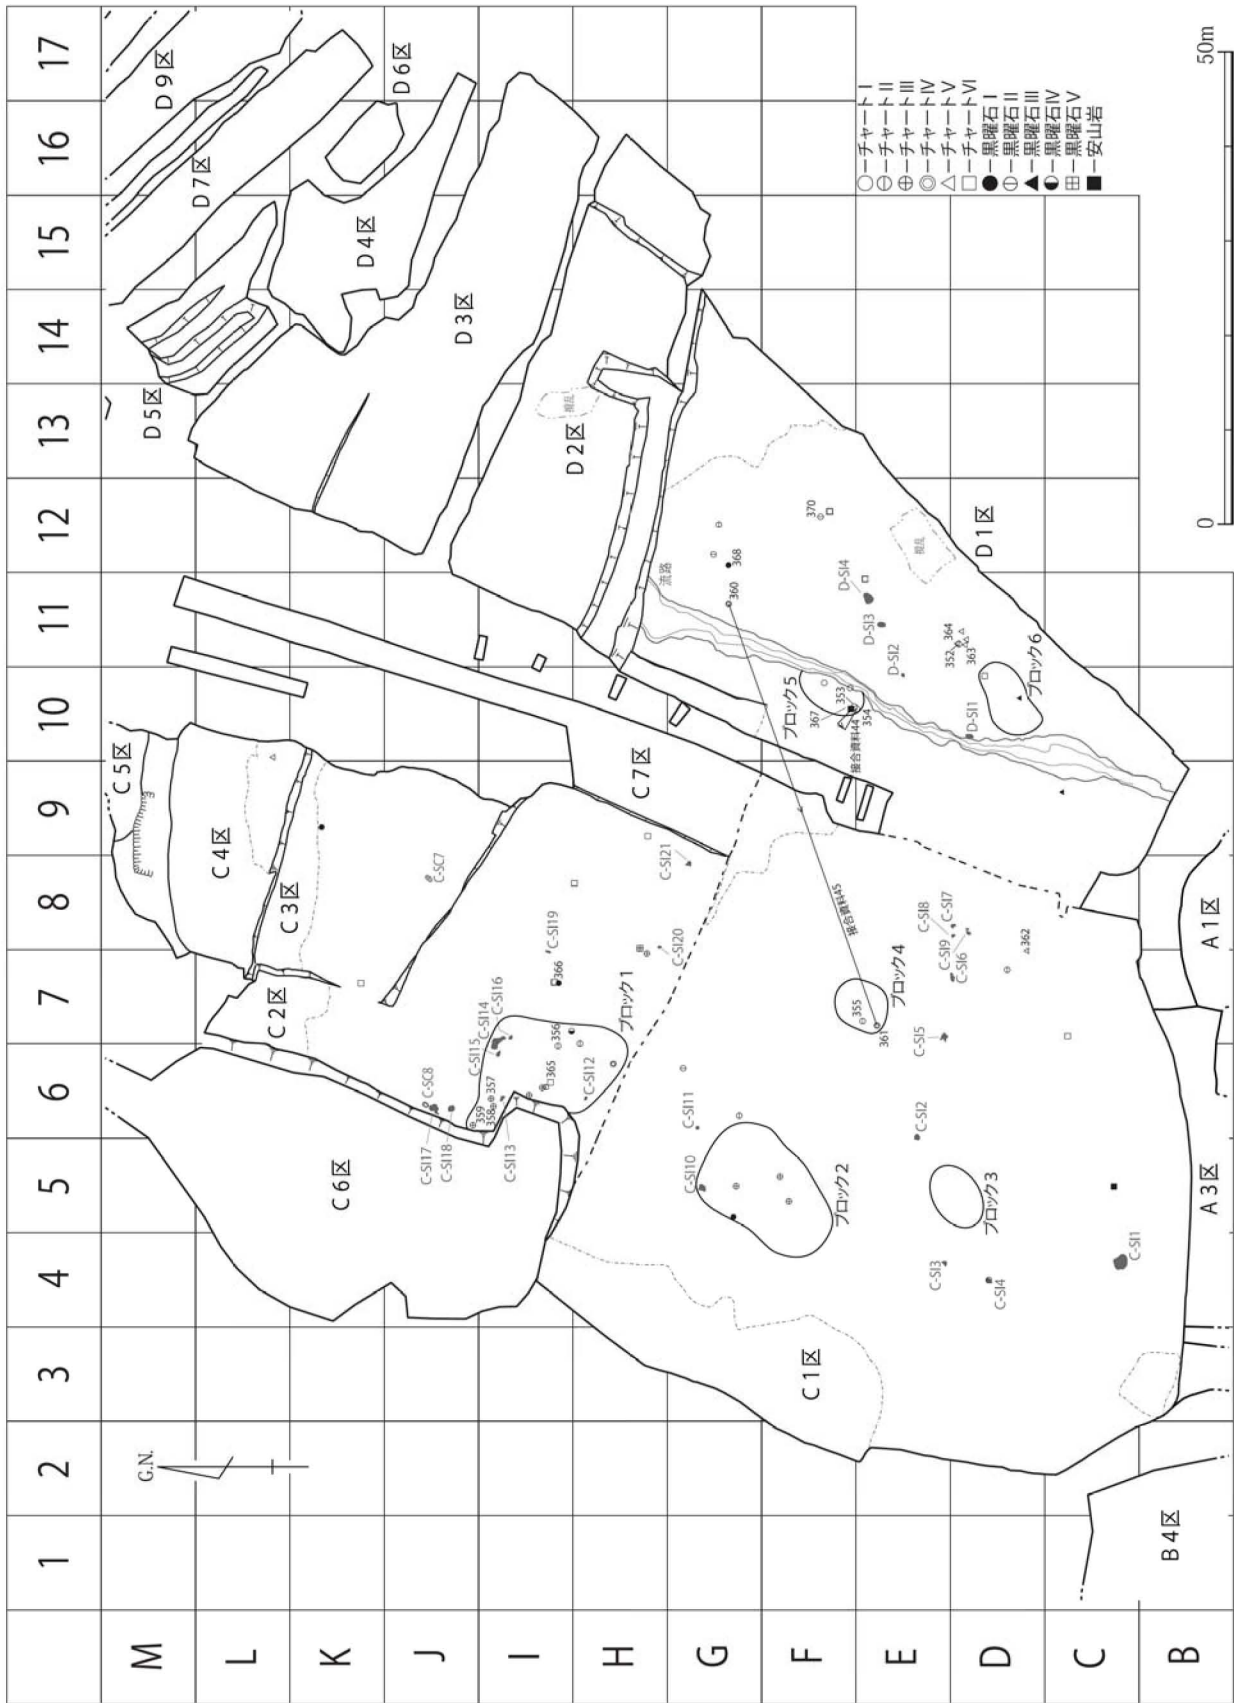 M
L
K
J
I
H
G
F
E
D
C
B
1
2
3
4
5
6
7
8
9
10
11
12
13
14
15
16
17
G.N.
C5区
C4区
C3区
C2区
C6区
C7区
C1区
B4区
A3区
A1区
D9区
D7区
D6区
D4区
D5区
D3区
D2区
D1区
撹乱
撹乱
流路
C-SC7
C-SC8
C-SI17
C-SI18
C-SI15
C-SI14
C-SI16
C-SI19
366
359
358
357
356
365
C-SI13
C-SI12
ブロック1
C-SI20
C-SI21
C-SI11
C-SI10
ブロック2
C-SI2
ブロック3
C-SI3
C-SI4
C-SI1
C-SI5
355
361
ブロック4
C-SI8
C-SI7
C-SI9
C-SI6
362
接合資料45
接合資料44
ブロック5
367
353
354
360
368
370
D-SI4
D-SI3
D-SI2
352
364
363
D-SI1
ブロック6
○ーチャートⅠ
⊖ーチャートⅡ
⊕ーチャートⅢ
◎ーチャートⅣ
△ーチャートⅤ
□ーチャートⅥ
●ー黒曜石Ⅰ
⦶ー黒曜石Ⅱ
▲ー黒曜石Ⅲ
◒ー黒曜石Ⅳ
⊞ー黒曜石Ⅴ
■ー安山岩
0
50m